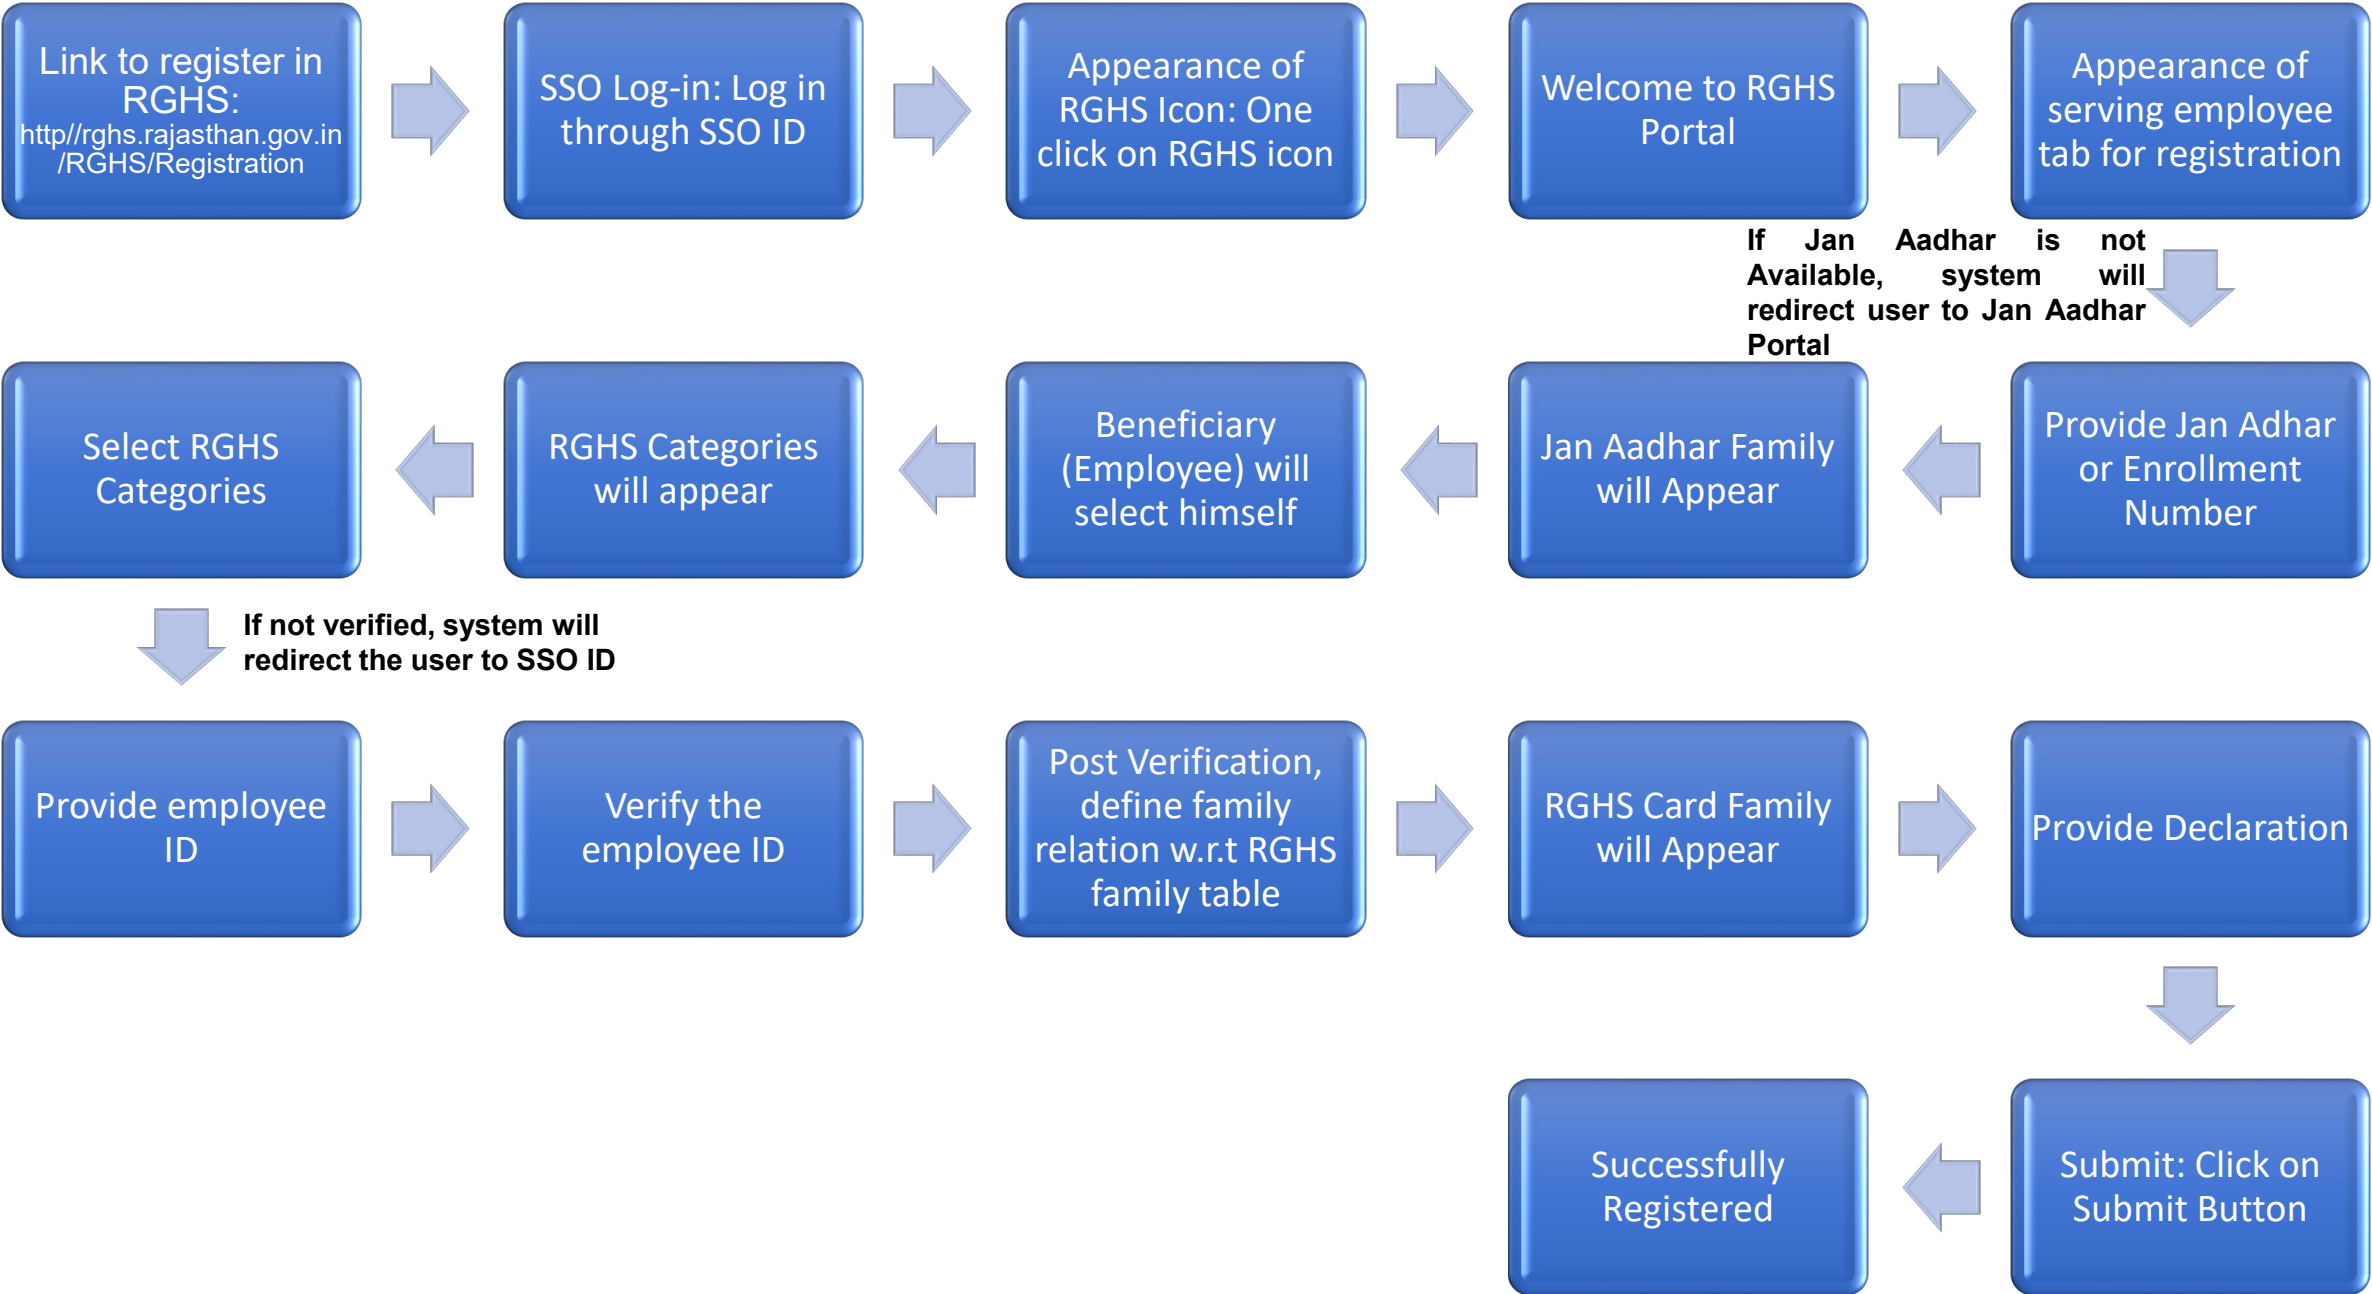 Link to register in
RGHS:
http//rghs.rajasthan.gov.in
/RGHS/Registration
SSO Log-in: Log in
through SSO ID
Appearance of
RGHS Icon: One
click on RGHS icon
Welcome to RGHS
Portal
Appearance of
serving employee
tab for registration
If Jan Aadhar is not
Available, system will
redirect user to Jan Aadhar
Portal
Provide Jan Adhar
or Enrollment
Number
Jan Aadhar Family
will Appear
Beneficiary
(Employee) will
select himself
RGHS Categories
will appear
Select RGHS
Categories
If not verified, system will
redirect the user to SSO ID
Provide employee
ID
Verify the
employee ID
Post Verification,
define family
relation w.r.t RGHS
family table
RGHS Card Family
will Appear
Provide Declaration
Submit: Click on
Submit Button
Successfully
Registered